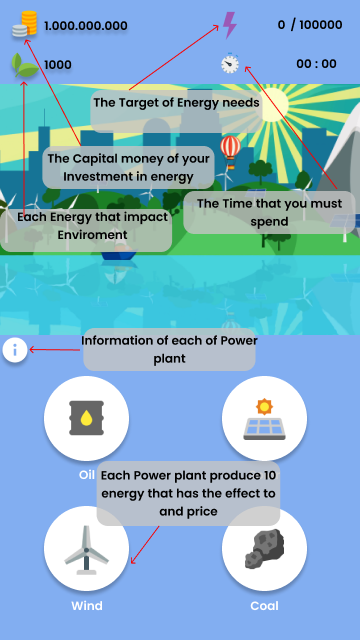 1.000.000.000
0 / 100000
1000
00 : 00
The Target of Energy needs
The Capital money of your
Investment in energy
The Time that you must
spend
Each Energy that impact
Enviroment
Information of each of Power
plant
Oil
Each Power plant produce 10
energy that has the effect to
and price
Wind
Coal